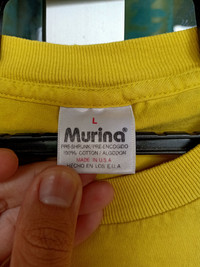 L
Murina®
PRE-SHRUNK / PRE-ENCOGIDO
100% COTTON / ALGODON
MADE IN U.S.A
HECHO EN LOS E.U.A